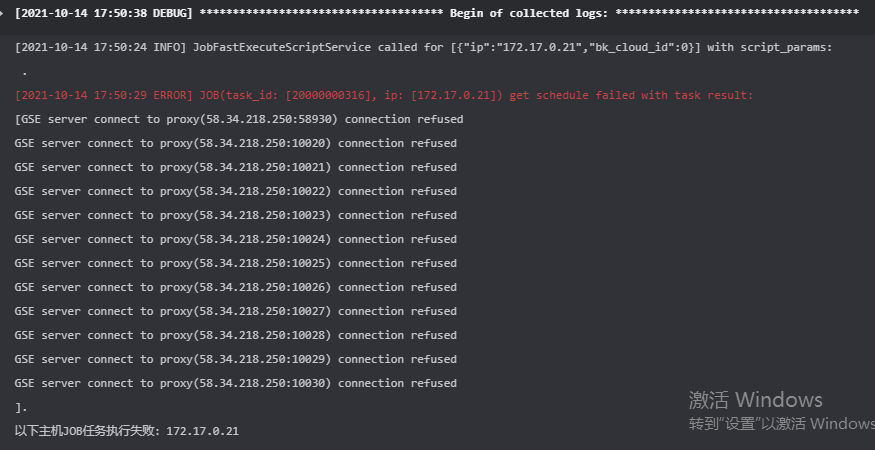 [2021-10-14 17:50:38 DEBUG] ************************************* Begin of collected logs: *************************************
[2021-10-14 17:50:24 INFO] JobFastExecuteScriptService called for [{"ip":"172.17.0.21","bk_cloud_id":0}] with script_params:
.
[2021-10-14 17:50:29 ERROR] JOB(task_id: [20000000316], ip: [172.17.0.21]) get schedule failed with task result:
[GSE server connect to proxy(58.34.218.250:58930) connection refused
GSE server connect to proxy(58.34.218.250:10020) connection refused
GSE server connect to proxy(58.34.218.250:10021) connection refused
GSE server connect to proxy(58.34.218.250:10022) connection refused
GSE server connect to proxy(58.34.218.250:10023) connection refused
GSE server connect to proxy(58.34.218.250:10024) connection refused
GSE server connect to proxy(58.34.218.250:10025) connection refused
GSE server connect to proxy(58.34.218.250:10026) connection refused
GSE server connect to proxy(58.34.218.250:10027) connection refused
GSE server connect to proxy(58.34.218.250:10028) connection refused
GSE server connect to proxy(58.34.218.250:10029) connection refused
GSE server connect to proxy(58.34.218.250:10030) connection refused
].
以下主机JOB任务执行失败: 172.17.0.21
激活 Windows
转到"设置"以激活 Windows